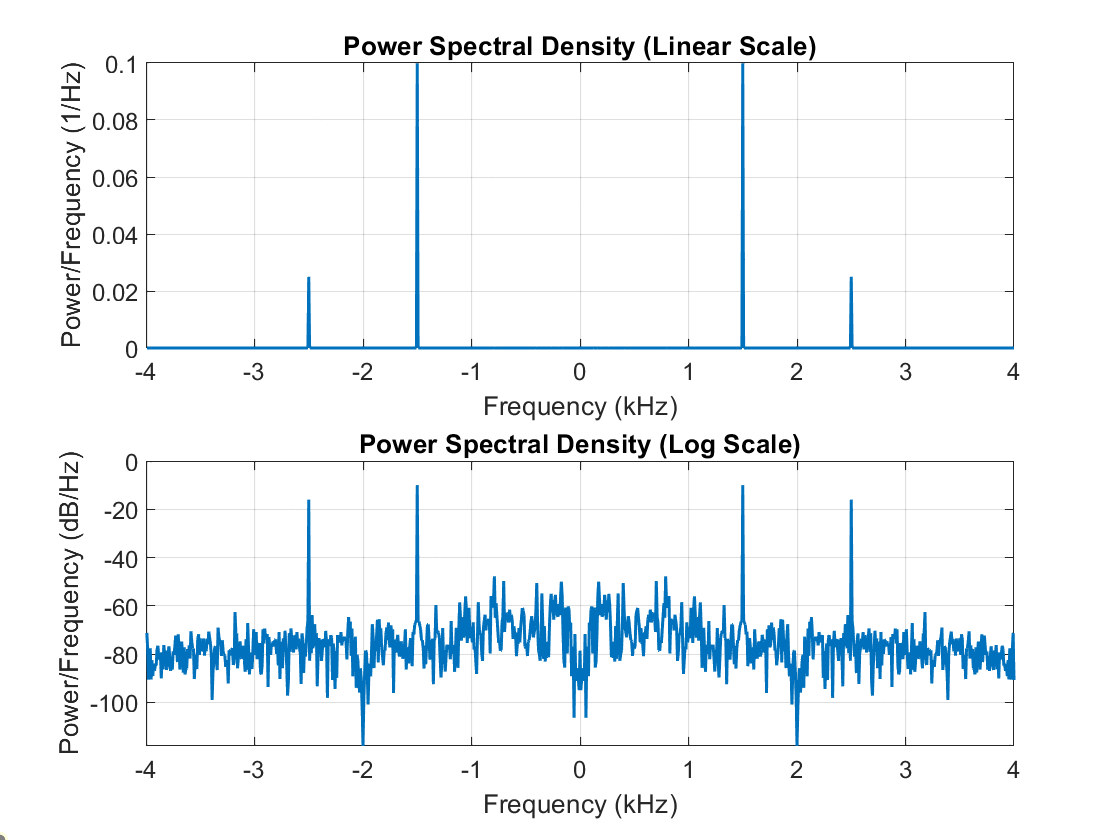 Power Spectral Density (Linear Scale)
Power/Frequency (1/Hz)
0.1
0.08
0.06
0.04
0.02
0
-4 -3 -2 -1 0 1 2 3 4
Frequency (kHz)
Power Spectral Density (Log Scale)
Power/Frequency (dB/Hz)
0
-20
-40
-60
-80
-100
-4 -3 -2 -1 0 1 2 3 4
Frequency (kHz)